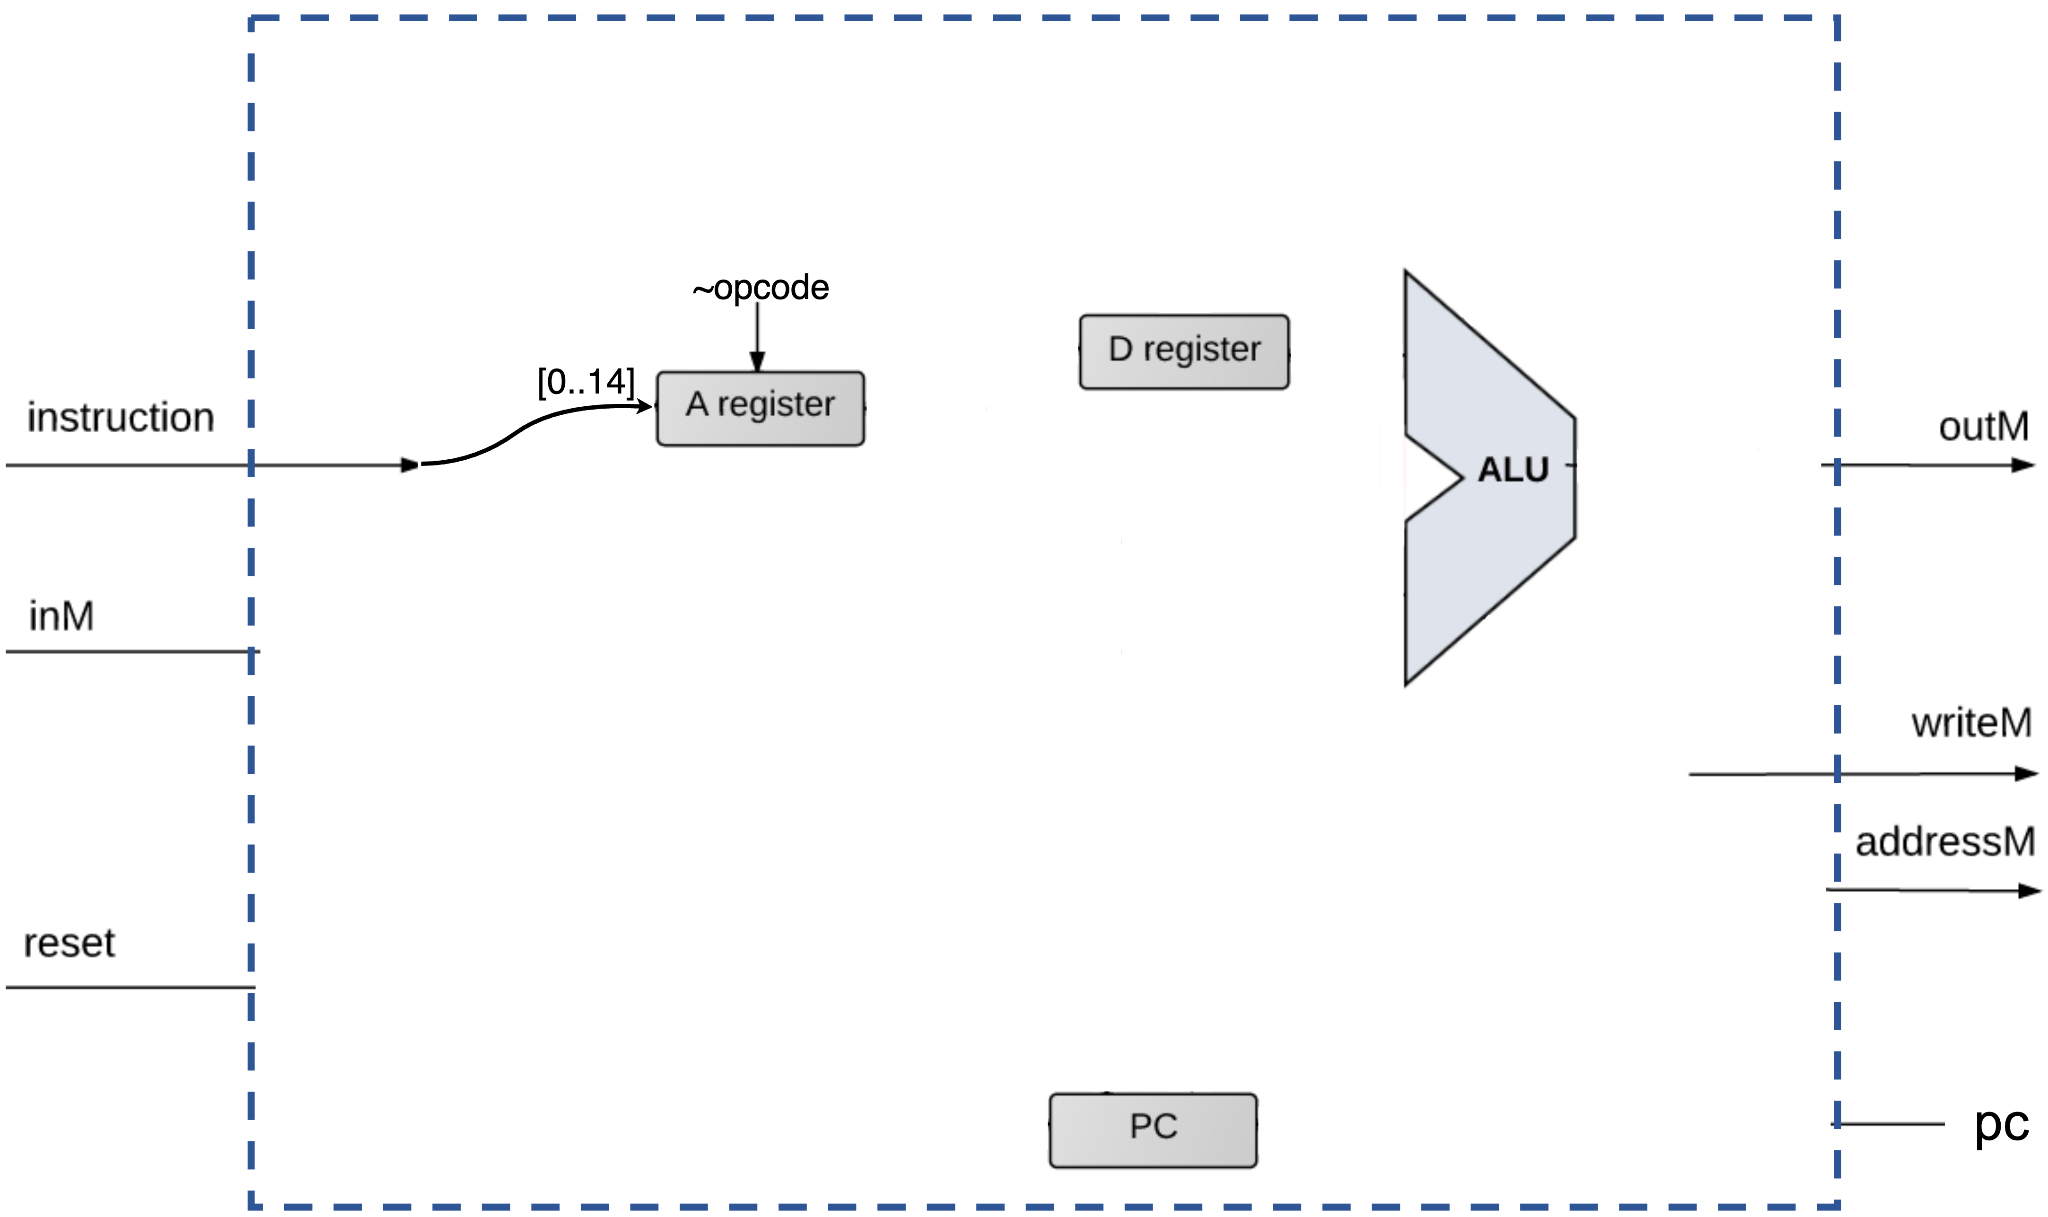 ~opcode
D register
[0..14]
A register
instruction
outM
ALU
inM
writeM
addressM
reset
PC
pc